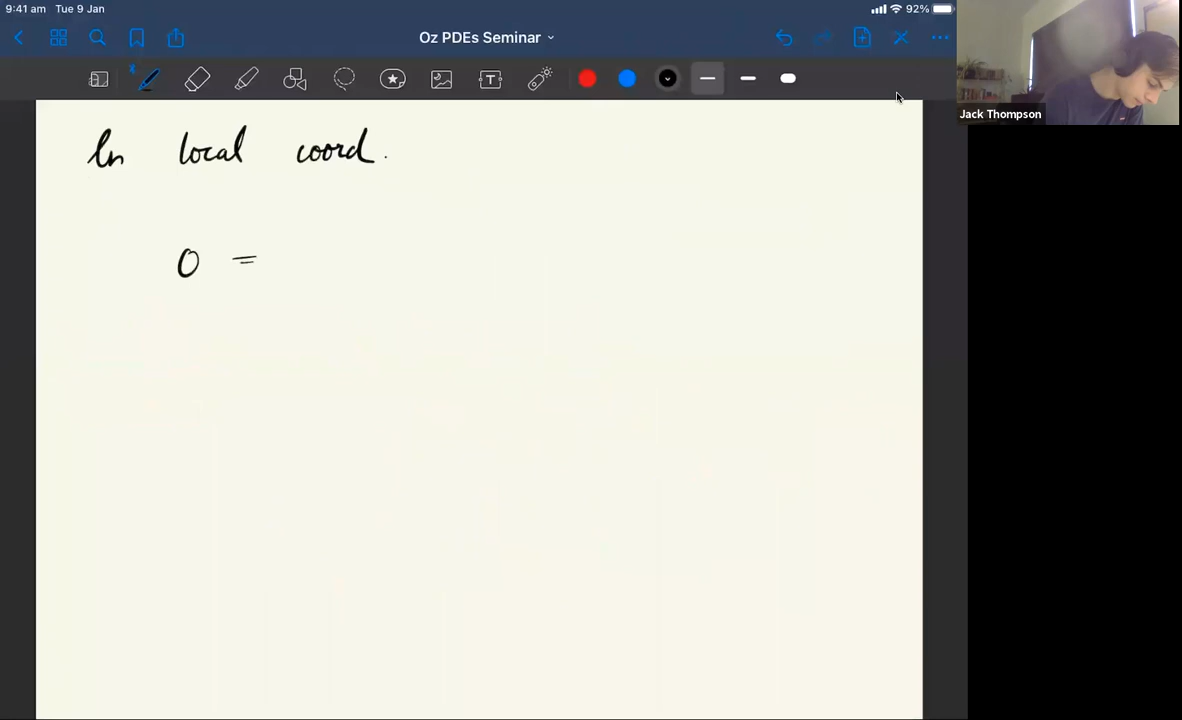 9:41 am Tue 9 Jan
92%
Oz PDEs Seminar
Jack Thompson
In local coord.
0 =